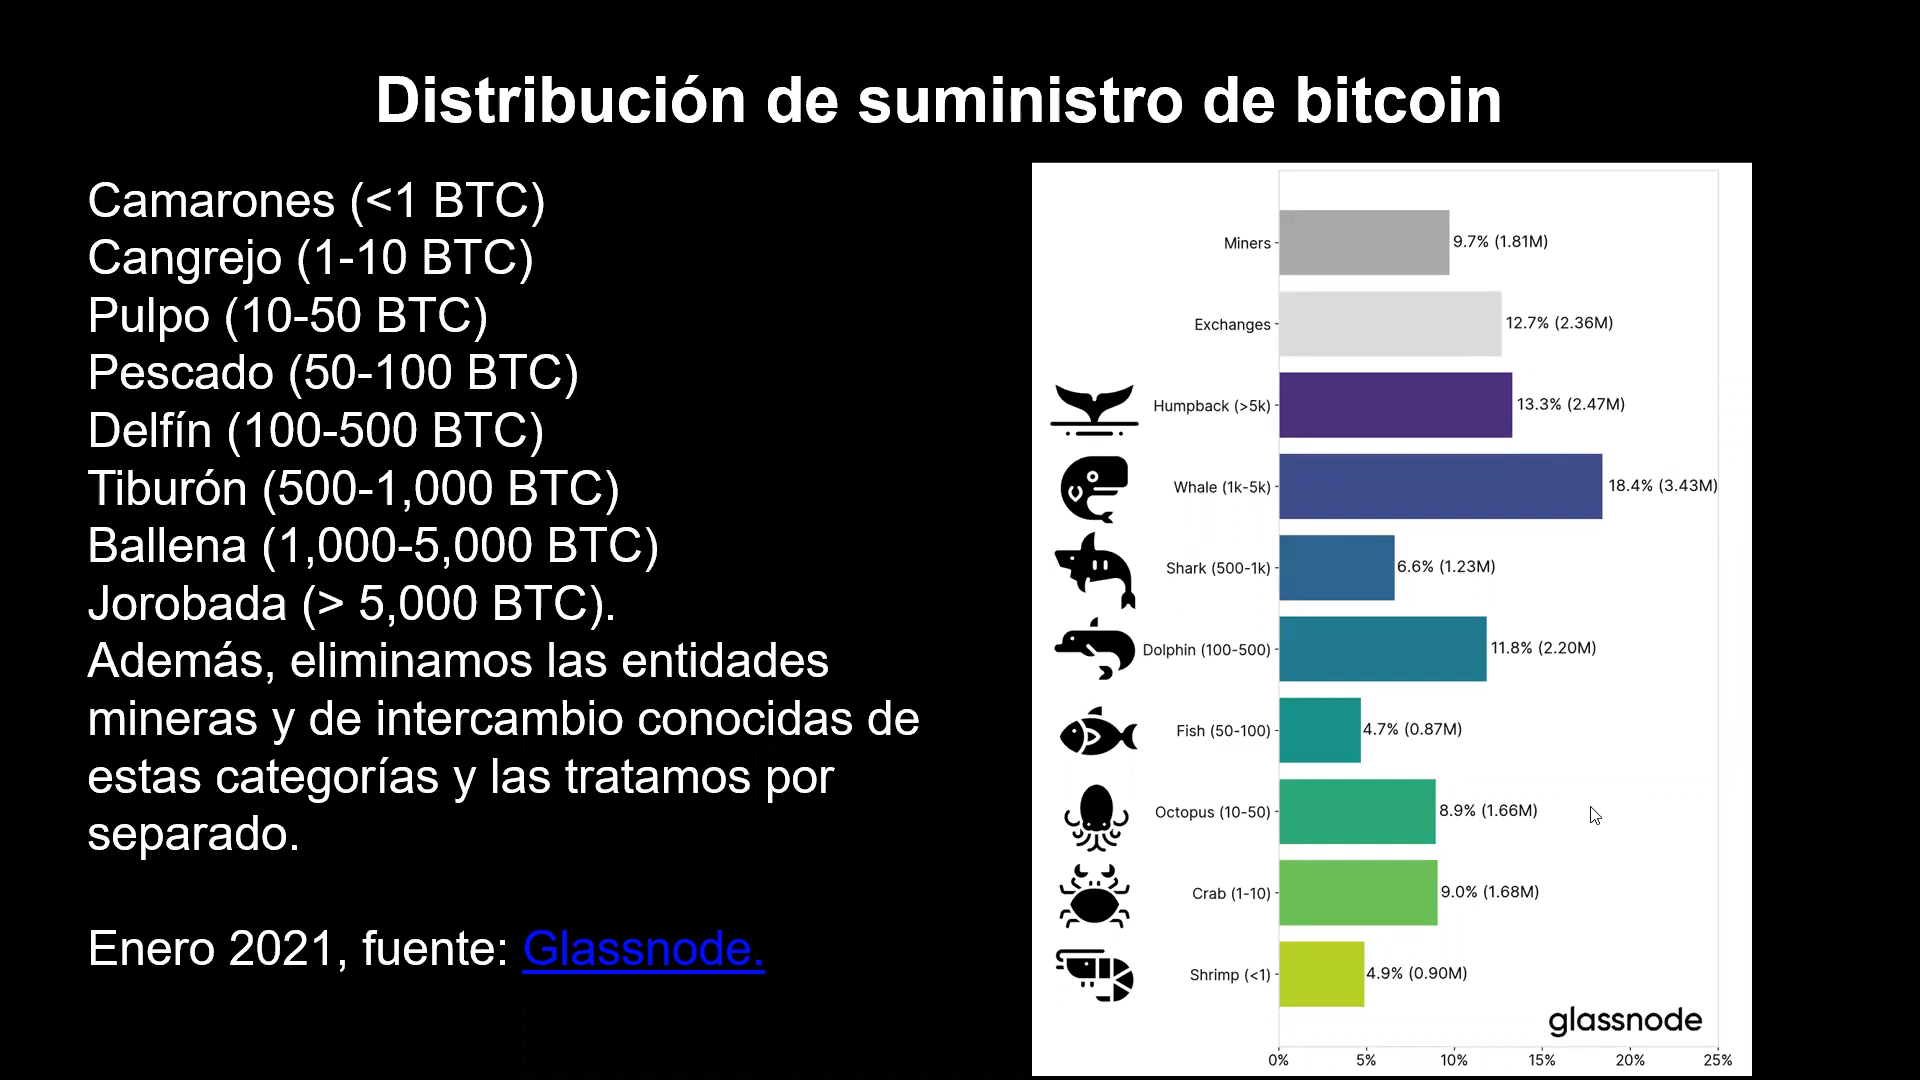 Distribución de suministro de bitcoin
Camarones (<1 BTC)
Cangrejo (1-10 BTC)
Pulpo (10-50 BTC)
Pescado (50-100 BTC)
Delfín (100-500 BTC)
Tiburón (500-1,000 BTC)
Ballena (1,000-5,000 BTC)
Jorobada (> 5,000 BTC).
Además, eliminamos las entidades
mineras y de intercambio conocidas de
estas categorías y las tratamos por
separado.
Enero 2021, fuente: Glassnode.
Miners 9.7% (1.81M)
Exchanges 12.7% (2.36M)
Humpback (>5k) 13.3% (2.47M)
Whale (1k-5k) 18.4% (3.43M)
Shark (500-1k) 6.6% (1.23M)
Dolphin (100-500) 11.8% (2.20M)
Fish (50-100) 4.7% (0.87M)
Octopus (10-50) 8.9% (1.66M)
Crab (1-10) 9.0% (1.68M)
Shrimp (<1) 4.9% (0.90M)
glassnode
0% 5% 10% 15% 20% 25%